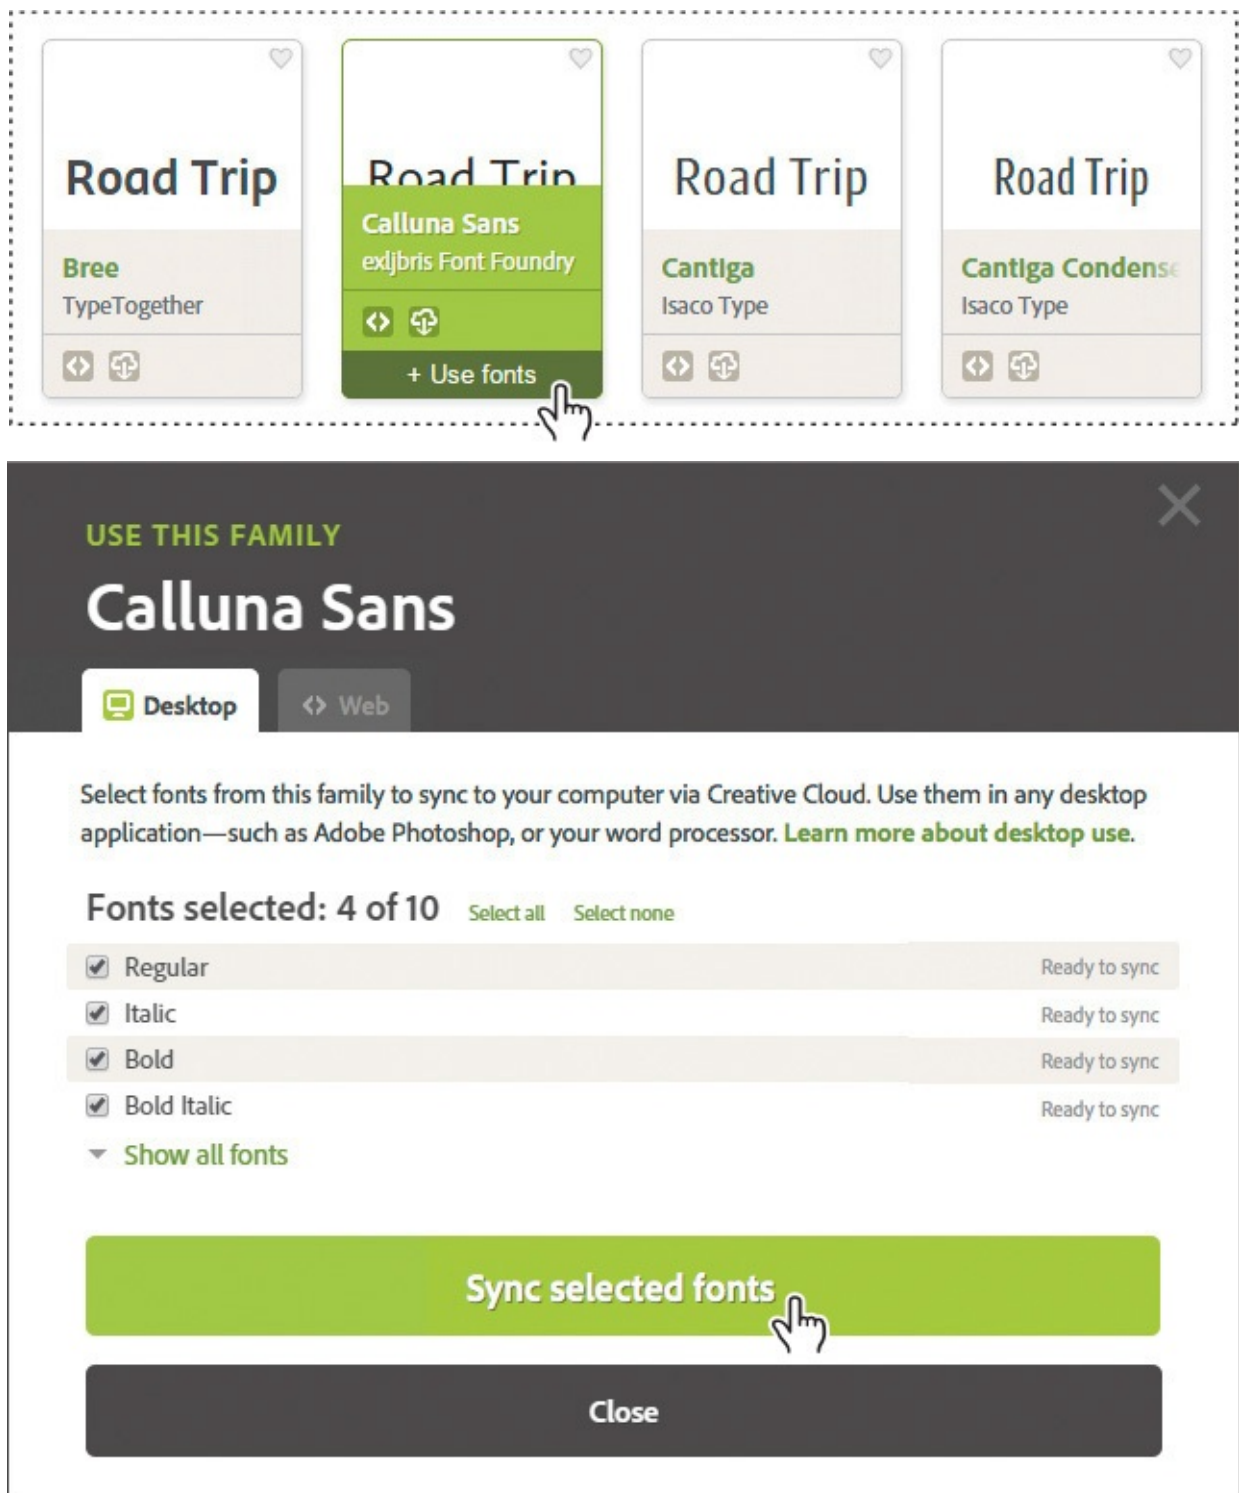 Road Trip
Bree
TypeTogether
Road Trip
Calluna Sans
exljbris Font Foundry
+ Use fonts
Road Trip
Cantiga
Isaco Type
Road Trip
Cantiga Condense
Isaco Type
USE THIS FAMILY
Calluna Sans
Desktop
<> Web
Select fonts from this family to sync to your computer via Creative Cloud. Use them in any desktop
application—such as Adobe Photoshop, or your word processor. Learn more about desktop use.
Fonts selected: 4 of 10 Select all Select none
Regular Ready to sync
Italic Ready to sync
Bold Ready to sync
Bold Italic Ready to sync
Show all fonts
Sync selected fonts
Close